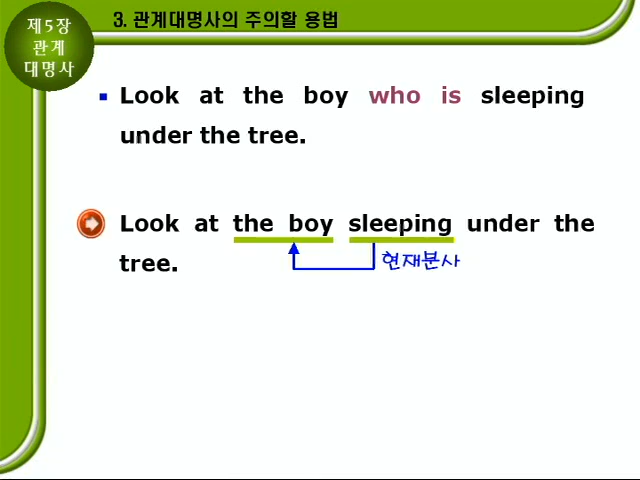 제5장
관계
대명사
3. 관계대명사의 주의할 용법
Look at the boy who is sleeping
under the tree.
Look at the boy sleeping under the
tree.
현재분사